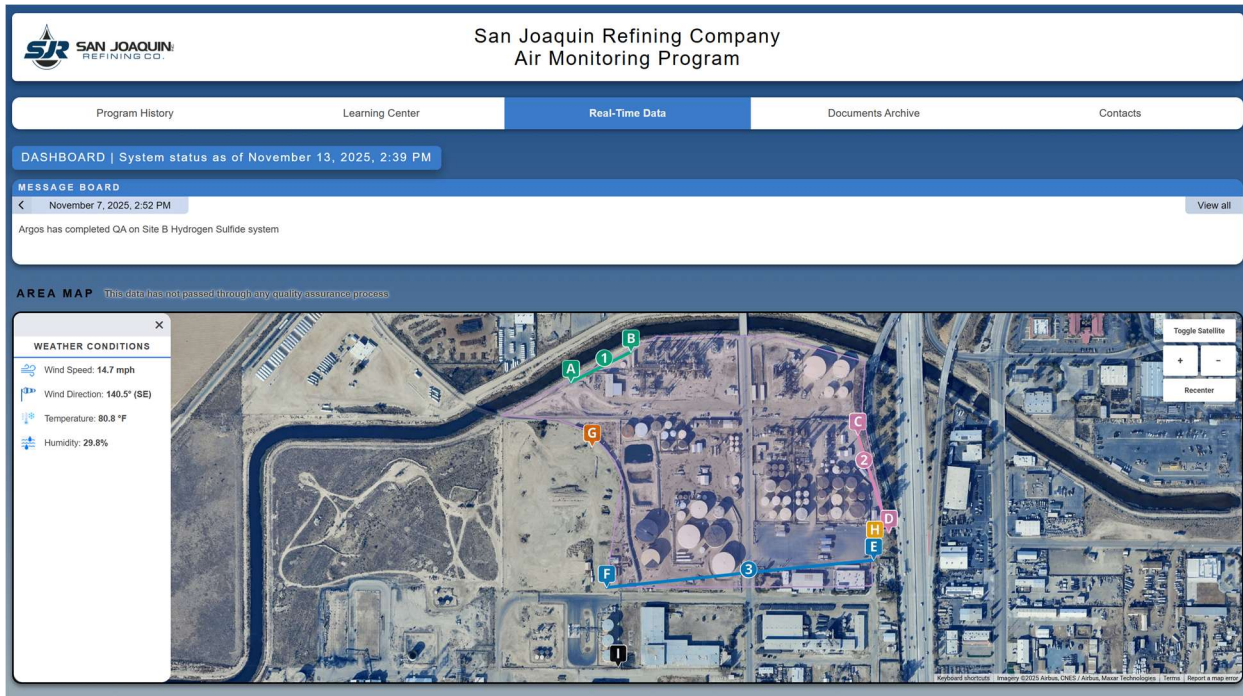 SJR SAN JOAQUIN
REFINING CO.
San Joaquin Refining Company
Air Monitoring Program
Program History
Learning Center
Real-Time Data
Documents Archive
Contacts
DASHBOARD | System status as of November 13, 2025, 2:39 PM
MESSAGE BOARD
November 7, 2025, 2:52 PM
View all
Argos has completed QA on Site B Hydrogen Sulfide system
AREA MAP This data has not passed through any quality assurance process
WEATHER CONDITIONS
Wind Speed: 14.7 mph
Wind Direction: 140.5° (SE)
Temperature: 80.8 °F
Humidity: 29.8%
Toggle Satellite
+ -
Recenter
B
1
A
C
G
2
D
H
E
3
F
I
Keyboard shortcuts Imagery ©2025 Airbus, CNES / Airbus, Maxar Technologies Terms Report a map error